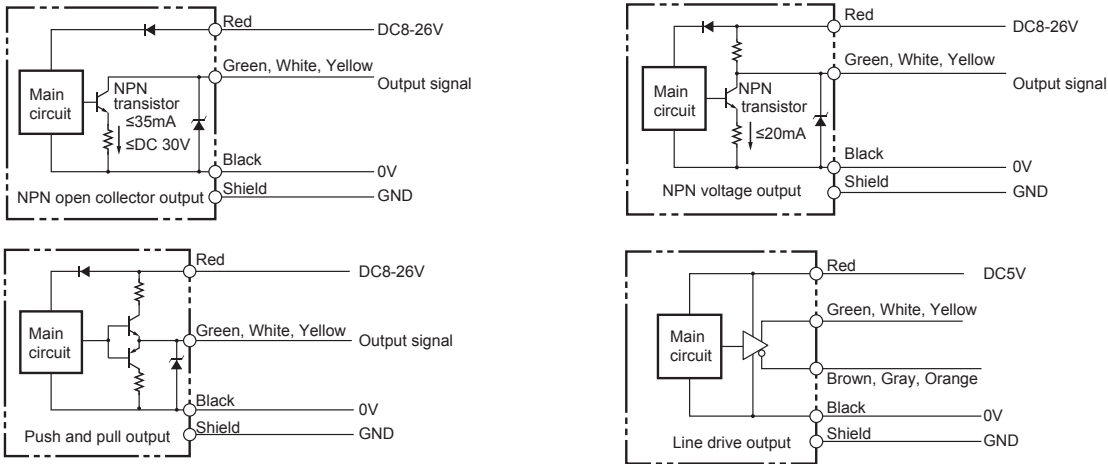 Red
DC8-26V
Green, White, Yellow
Output signal
Main
circuit
NPN
transistor
≤35mA
≤DC 30V
Black
0V
Shield
GND
NPN open collector output
Red
DC8-26V
Green, White, Yellow
Output signal
Main
circuit
NPN
transistor
≤20mA
Black
0V
Shield
GND
NPN voltage output
Red
DC8-26V
Green, White, Yellow
Output signal
Main
circuit
Black
0V
Shield
GND
Push and pull output
Red
DC5V
Green, White, Yellow
Main
circuit
Brown, Gray, Orange
Black
0V
Shield
GND
Line drive output